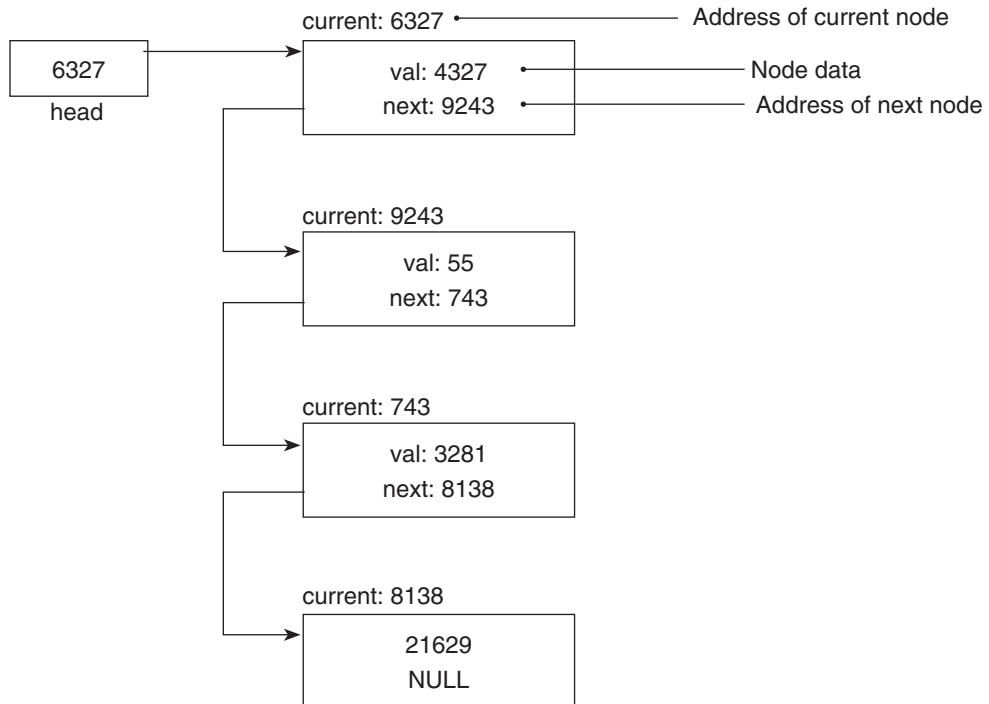 current: 6327
Address of current node
6327
head
val: 4327
Node data
next: 9243
Address of next node
current: 9243
val: 55
next: 743
current: 743
val: 3281
next: 8138
current: 8138
21629
NULL